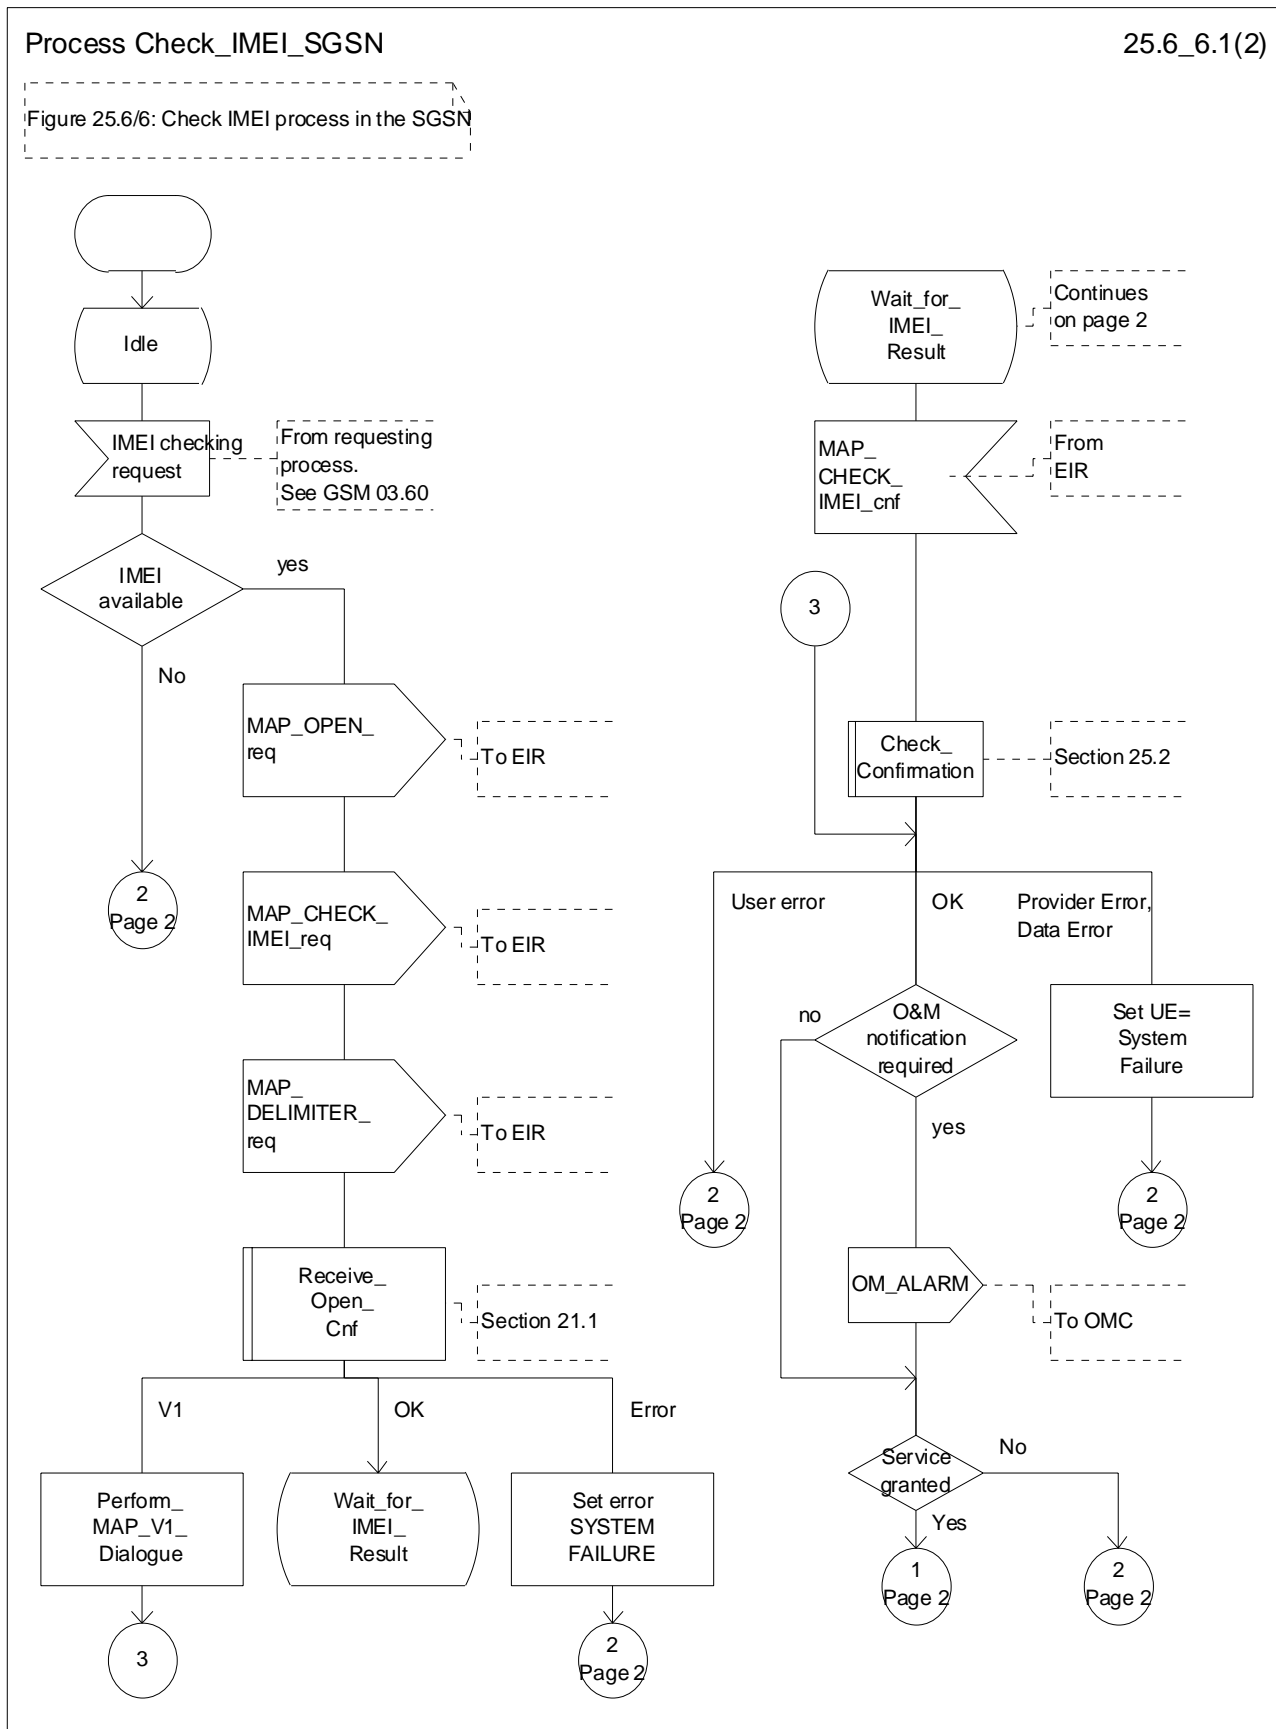 Process Check_IMEI_SGSN
25.6_6.1(2)
Figure 25.6/6: Check IMEI process in the SGSN
Idle
IMEI checking
request
From requesting
process.
See GSM 03.60
IMEI
available
yes
No
2
Page 2
MAP_OPEN_
req
To EIR
MAP_CHECK_
IMEI_req
To EIR
MAP_
DELIMITER_
req
To EIR
Receive_
Open_
Cnf
Section 21.1
V1
OK
Error
Perform_
MAP_V1_
Dialogue
Wait_for_
IMEI_
Result
Set error
SYSTEM
FAILURE
3
2
Page 2
Wait_for_
IMEI_
Result
Continues
on page 2
MAP_
CHECK_
IMEI_cnf
From
EIR
3
Check_
Confirmation
Section 25.2
User error
OK
Provider Error,
Data Error
no
O&M
notification
required
Set UE=
System
Failure
yes
2
Page 2
2
Page 2
OM_ALARM
To OMC
Service
granted
No
Yes
1
Page 2
2
Page 2